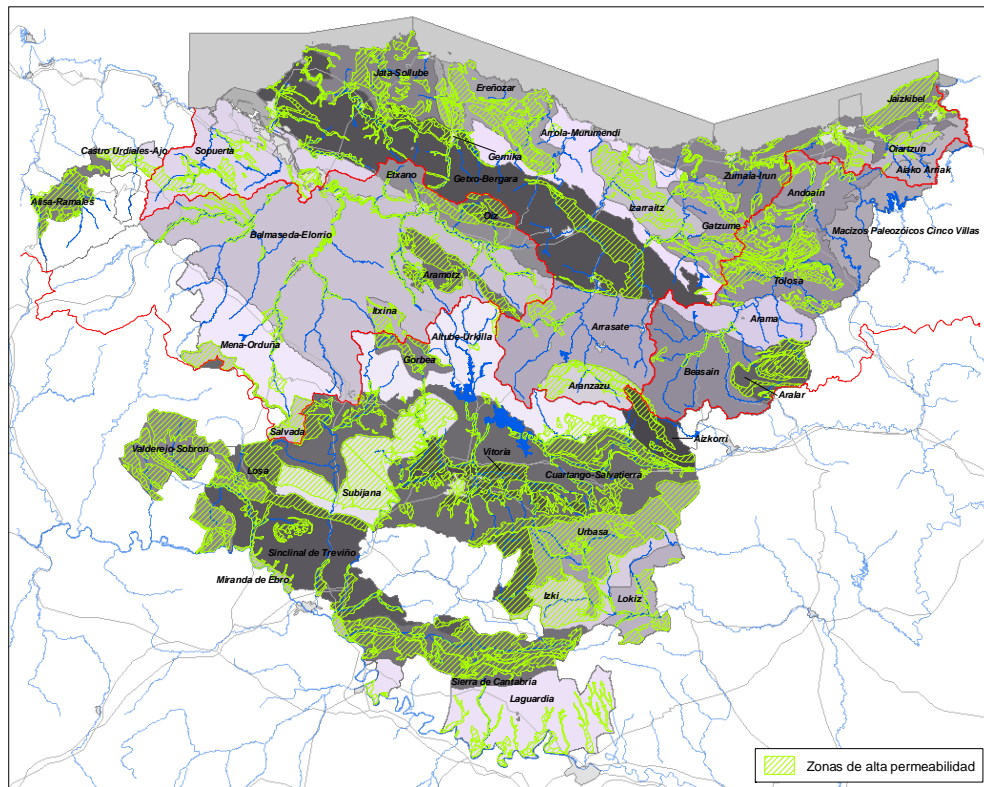 Jata-Sollube
Ereñozar
Jaizkibel
Arrola-Murumendi
Castro Urdiales-Ajo
Sopuerta
Gernika
Oiartzun
Aiako Arriak
Etxano
Getxo-Bergara
Zumaia-Irun
Andoain
Alisa-Ramales
Oiz
Izarraitz
Gatzume
Macizos Paleozóicos Cinco Villas
Balmaseda-Elorrio
Aramotz
Tolosa
Itxina
Altube-Urkilla
Arrasate
Arama
Mena-Orduña
Gorbea
Aranzazu
Beasain
Aralar
Salvada
Aizkorri
Valderejo-Sobron
Losa
Vitoria
Cuartango-Salvatierra
Subijana
Urbasa
Sinclinal de Treviño
Miranda de Ebro
Izki
Lokiz
Sierra de Cantabria
Laguardia
Zonas de alta permeabilidad